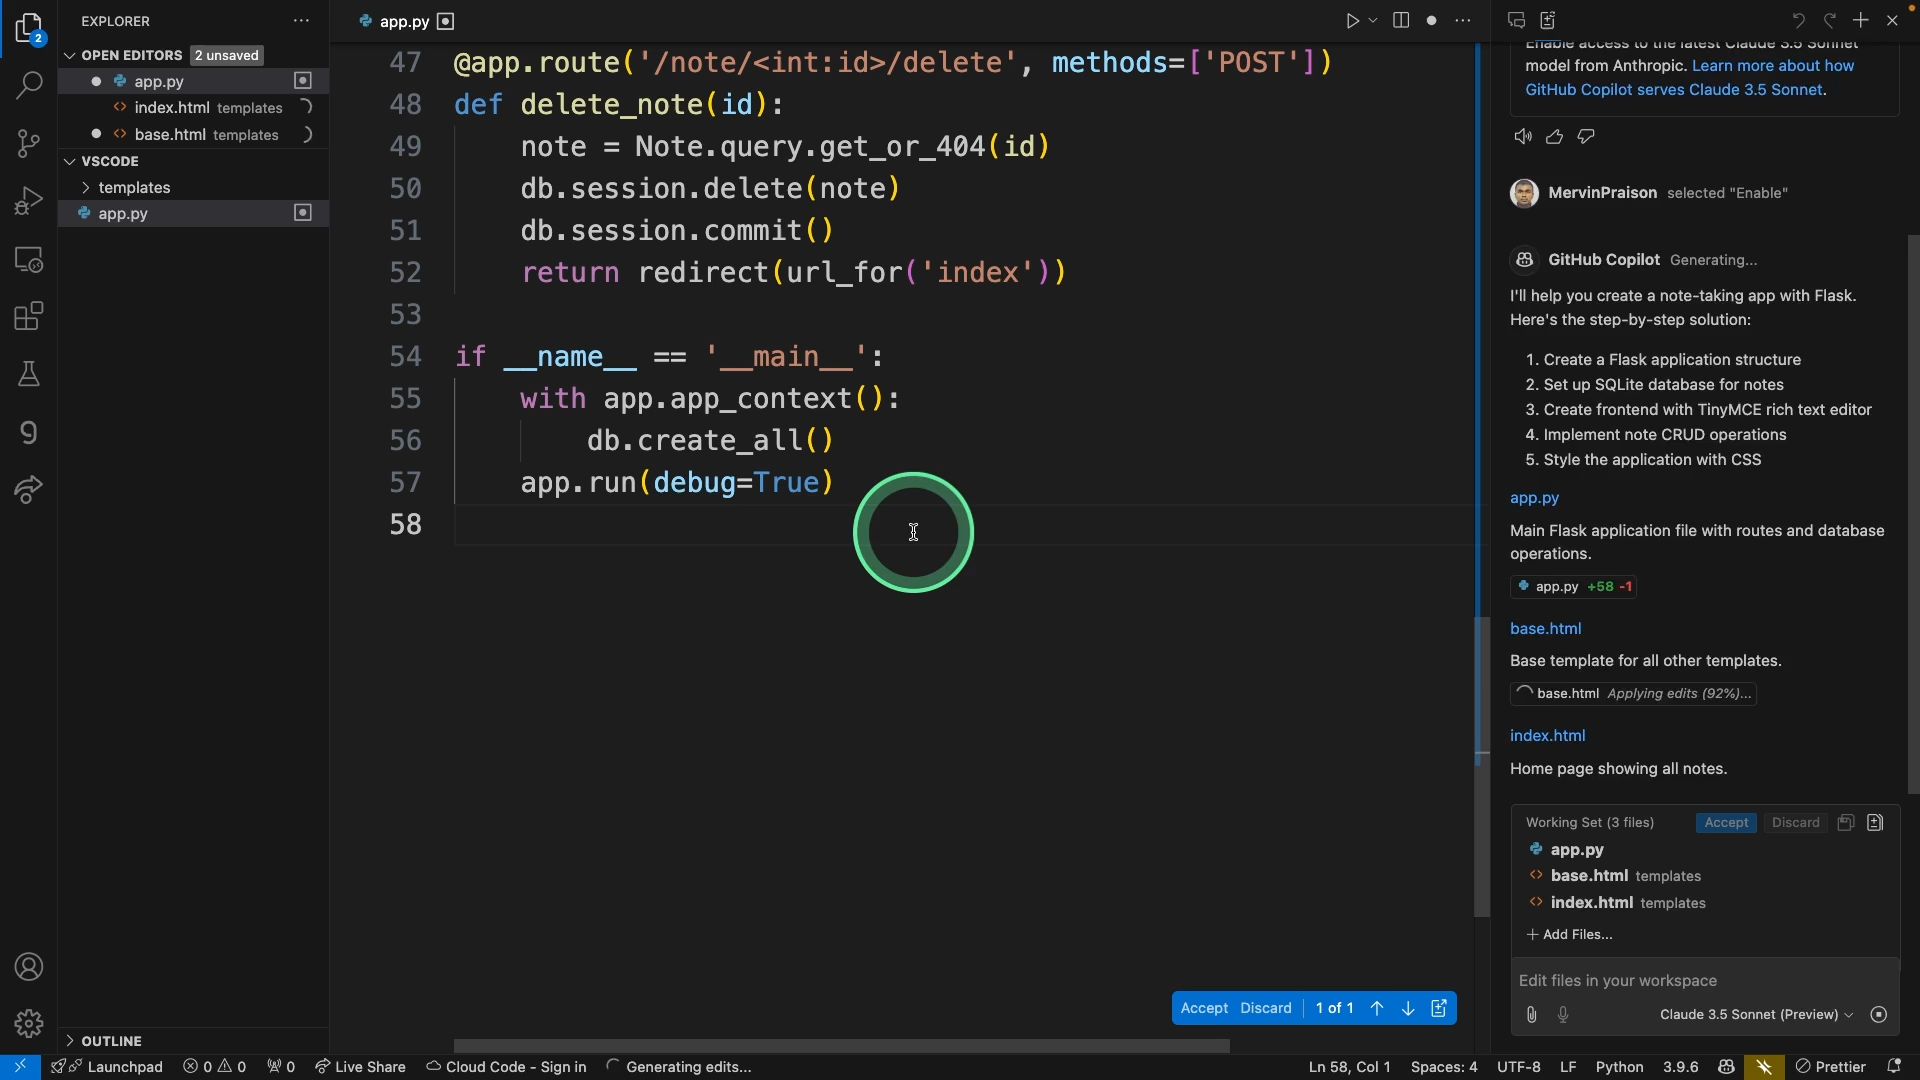 EXPLORER
OPEN EDITORS 2 unsaved
app.py
index.html templates
base.html templates
VSCODE
templates
app.py
OUTLINE
2
app.py
47 @app.route('/note/<int:id>/delete', methods=['POST'])
48 def delete_note(id):
49 note = Note.query.get_or_404(id)
50 db.session.delete(note)
51 db.session.commit()
52 return redirect(url_for('index'))
53
54 if __name__ == '__main__':
55 with app.app_context():
56 db.create_all()
57 app.run(debug=True)
58
Accept Discard 1 of 1
Enable access to the latest Claude 3.5 Sonnet
model from Anthropic. Learn more about how
GitHub Copilot serves Claude 3.5 Sonnet.
MervinPraison selected "Enable"
GitHub Copilot Generating...
I'll help you create a note-taking app with Flask.
Here's the step-by-step solution:
1. Create a Flask application structure
2. Set up SQLite database for notes
3. Create frontend with TinyMCE rich text editor
4. Implement note CRUD operations
5. Style the application with CSS
app.py
Main Flask application file with routes and database
operations.
app.py +58 -1
base.html
Base template for all other templates.
base.html Applying edits (92%)...
index.html
Home page showing all notes.
Working Set (3 files) Accept Discard
app.py
base.html templates
index.html templates
+ Add Files...
Edit files in your workspace
Claude 3.5 Sonnet (Preview)
Launchpad 0 0 0 Live Share Cloud Code - Sign in Generating edits... Ln 58, Col 1 Spaces: 4 UTF-8 LF Python 3.9.6 Prettier